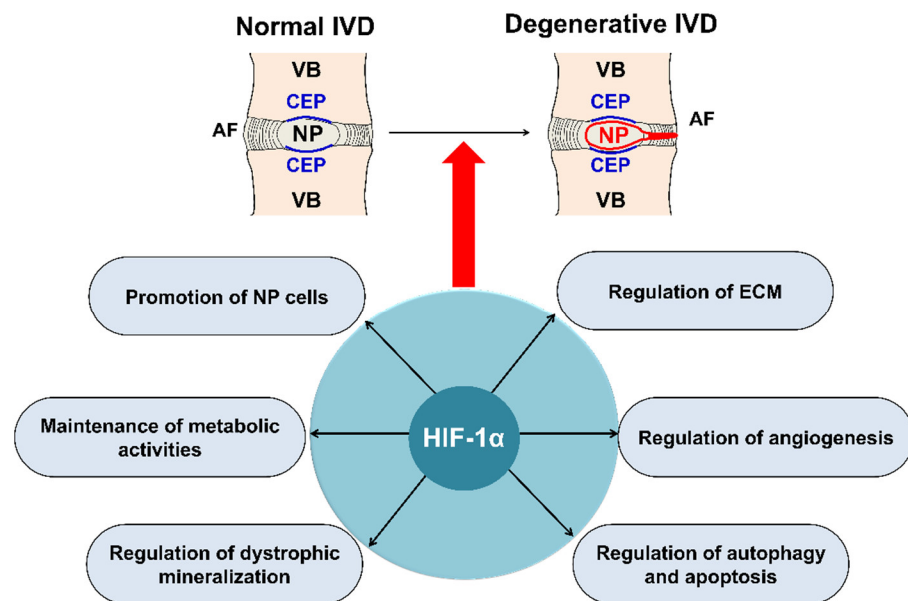 Normal IVD
Degenerative IVD
VB
CEP
AF
NP
CEP
VB
VB
CEP
AF
NP
CEP
VB
Promotion of NP cells
Regulation of ECM
Maintenance of metabolic
activities
HIF-1α
Regulation of angiogenesis
Regulation of dystrophic
mineralization
Regulation of autophagy
and apoptosis